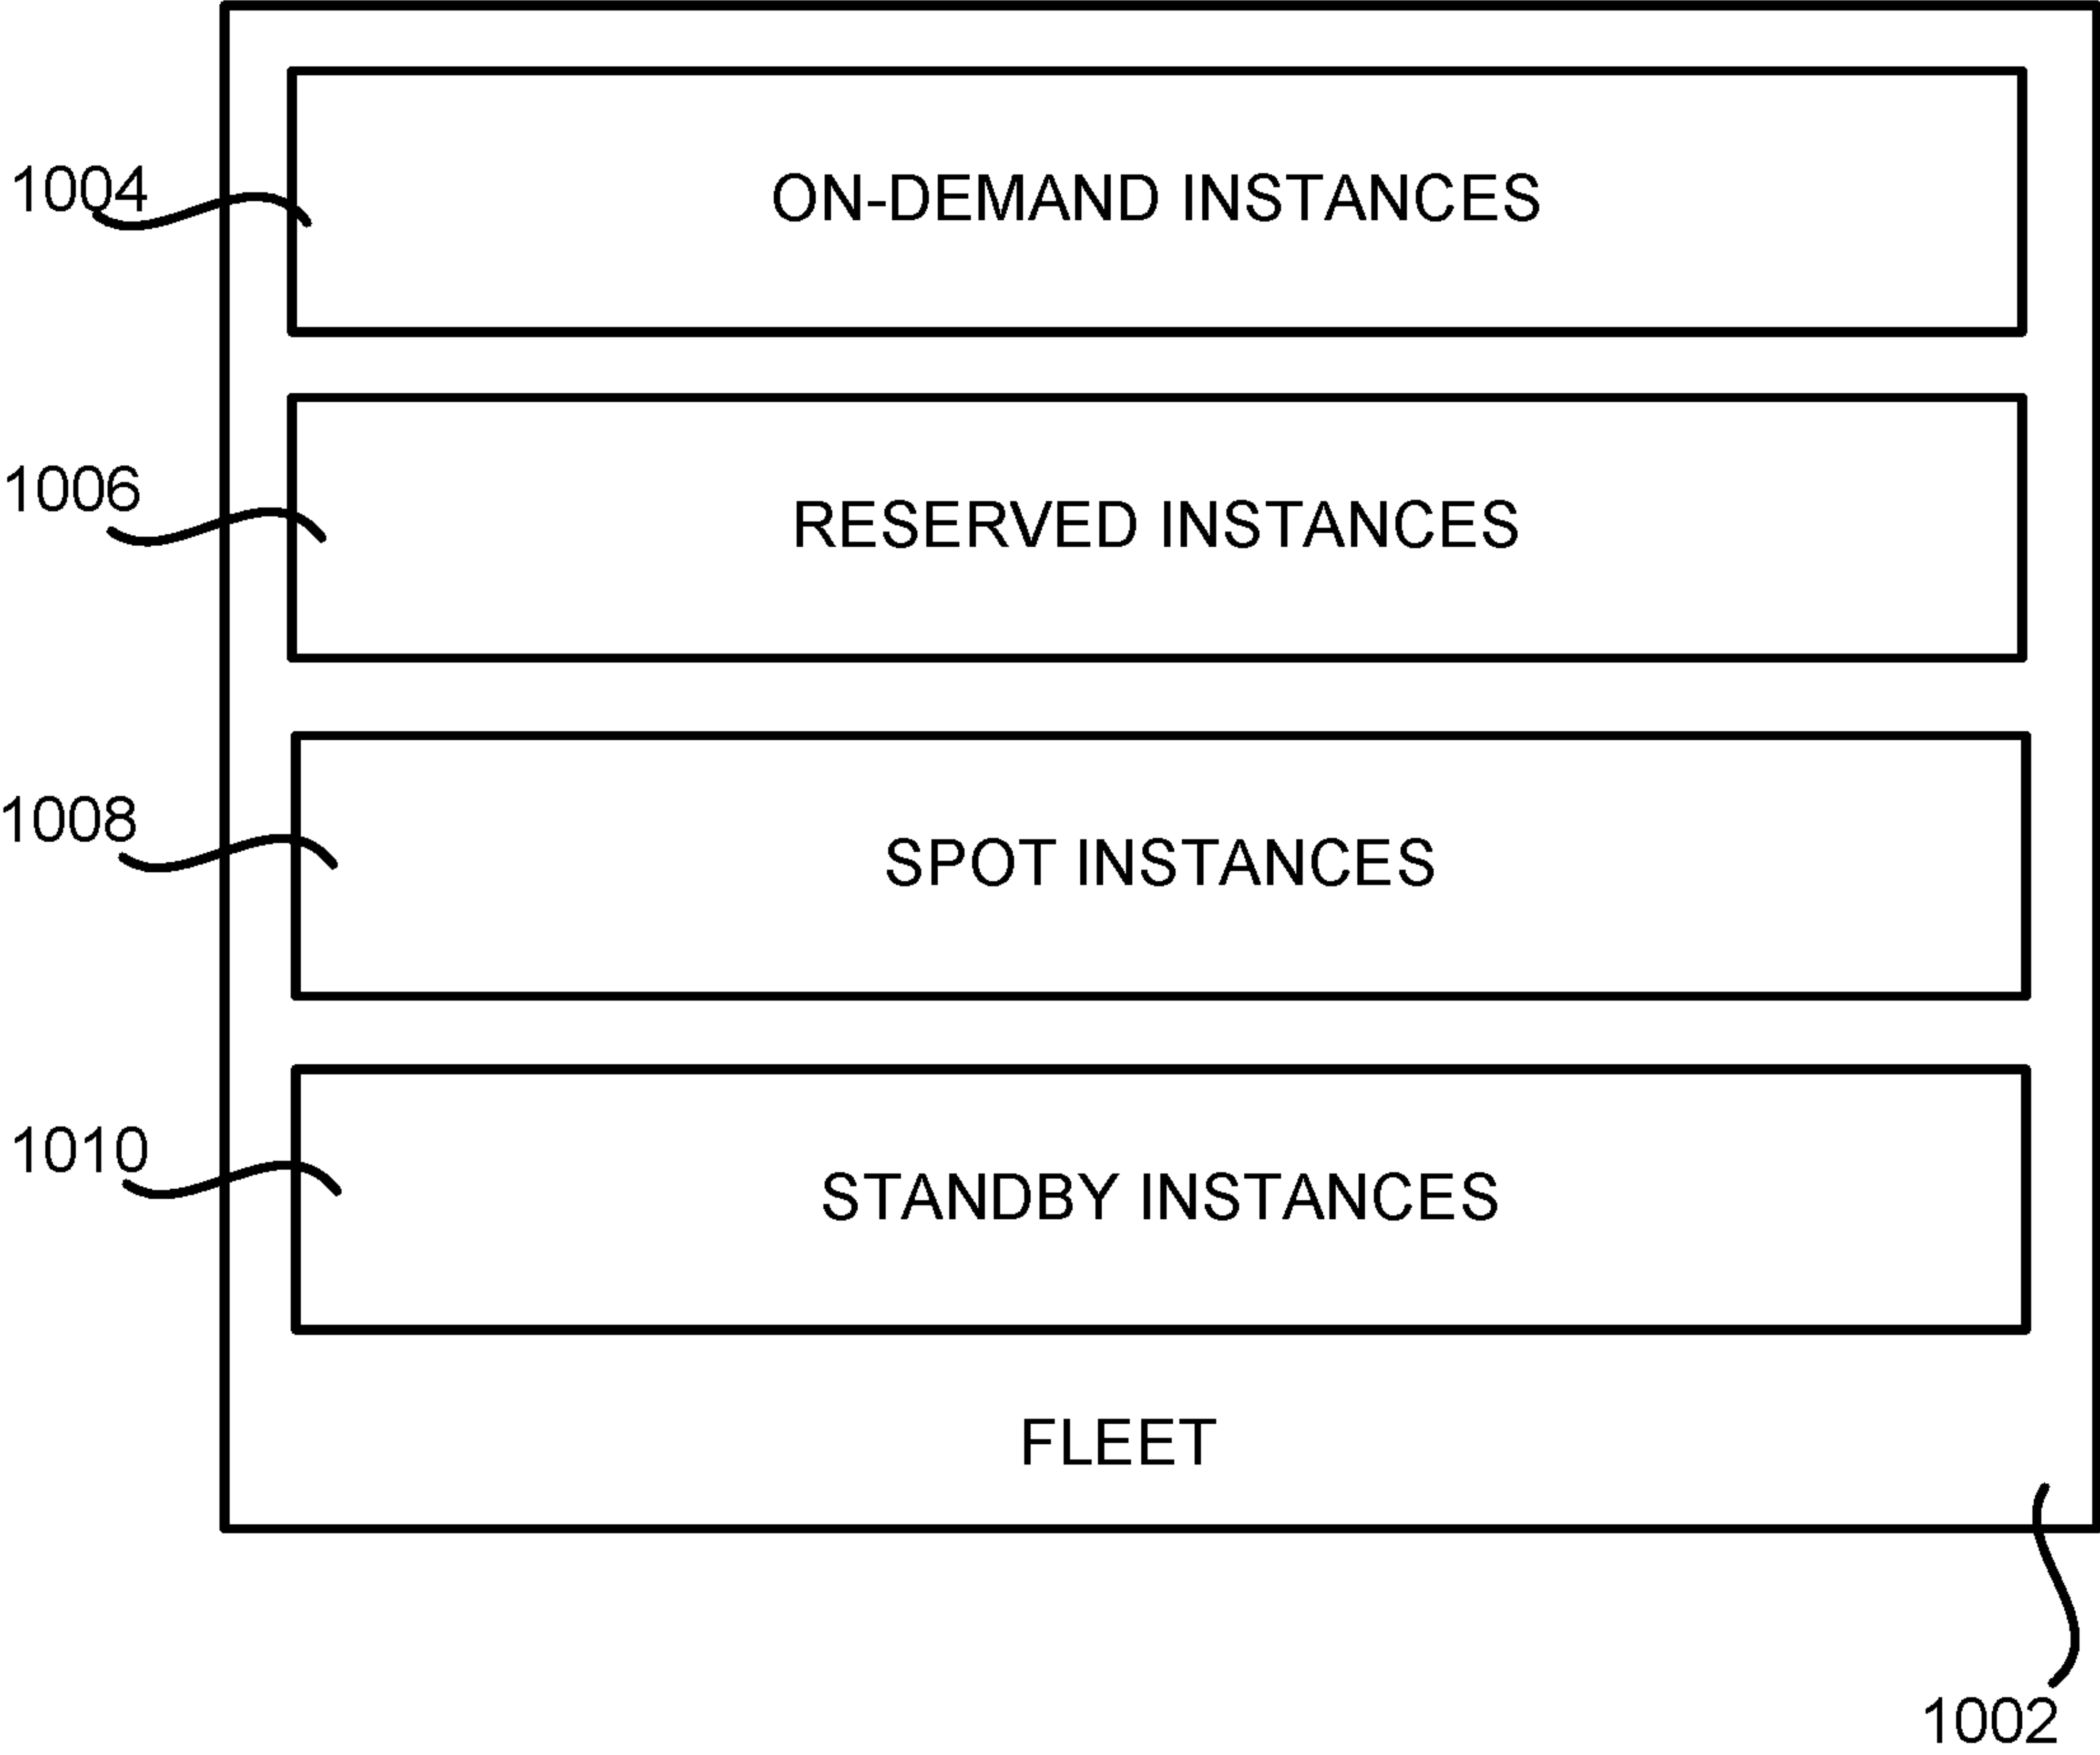 1004
ON-DEMAND INSTANCES
1006
RESERVED INSTANCES
1008
SPOT INSTANCES
1010
STANDBY INSTANCES
FLEET
1002